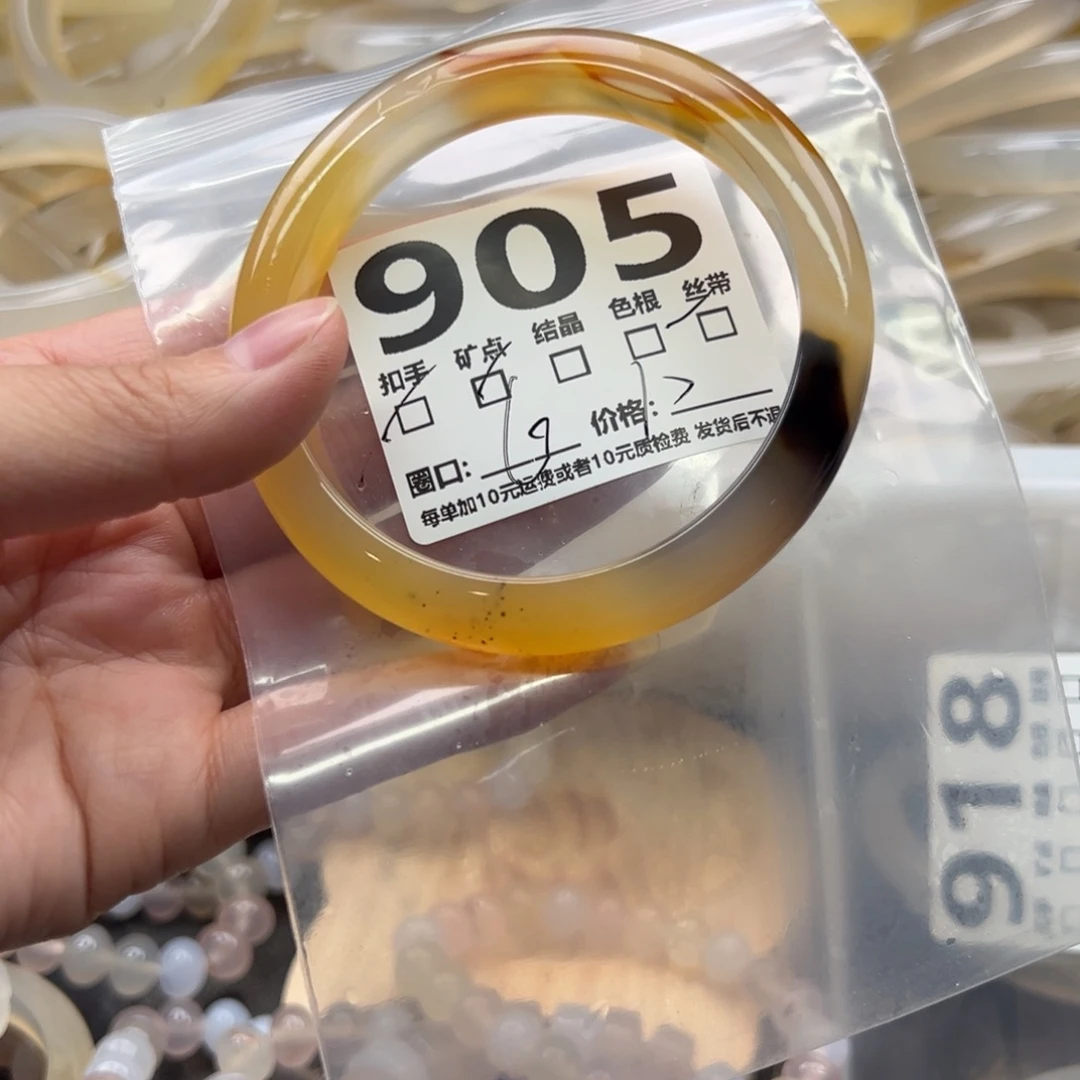 905
扣手 矿点 结晶 色根 丝带
圈口: 价格:
每单加10元运费或者10元质检费 发货后不退
918